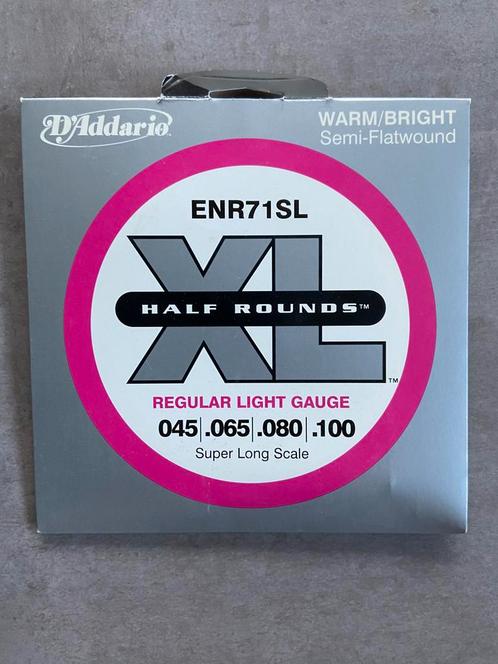 D'Addario
WARM/BRIGHT
Semi-Flatwound
ENR71SL
XL
HALF ROUNDS™
™
REGULAR LIGHT GAUGE
045|.065|.080|.100
Super Long Scale